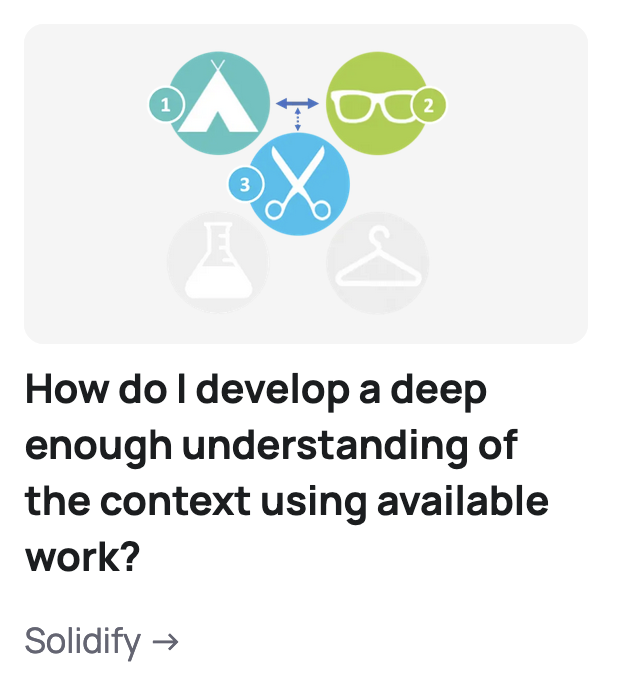 1
2
3
How do I develop a deep
enough understanding of
the context using available
work?
Solidify →